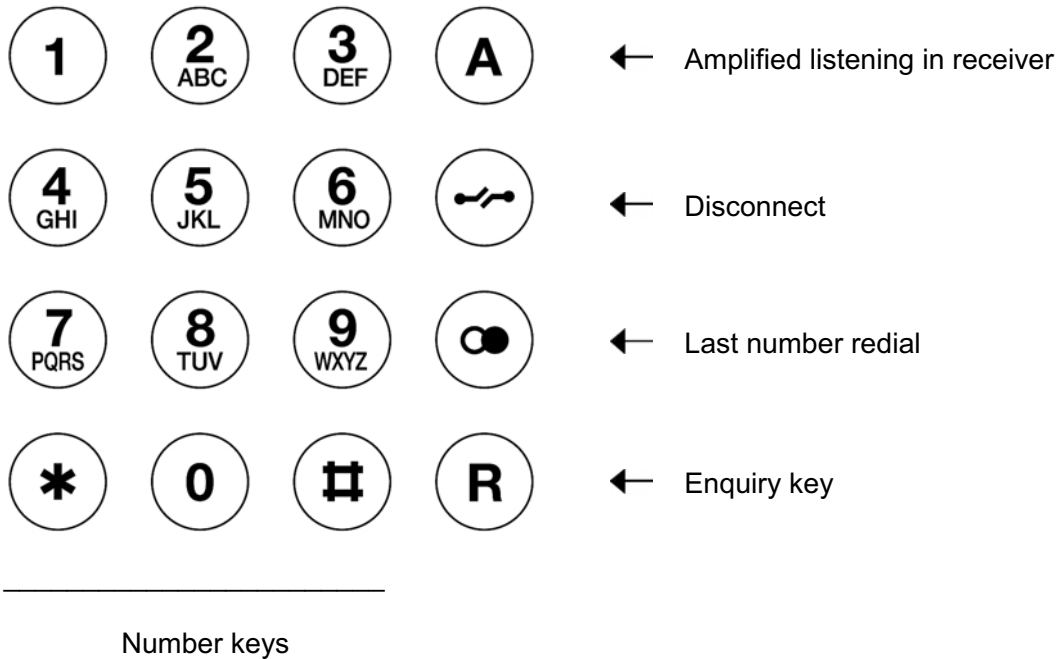 1 2 3 A Amplified listening in receiver
ABC DEF
4 5 6 Disconnect
GHI JKL MNO
7 8 9 Last number redial
PQRS TUV WXYZ
* 0 # R Enquiry key
Number keys